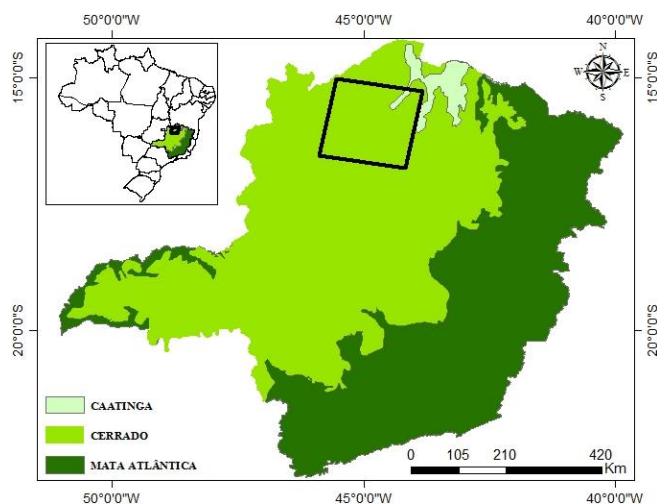 50°0'0"W 45°0'0"W 40°0'0"W
15°0'0"S 15°0'0"S
N
W E
S
20°0'0"S 20°0'0"S
CAATINGA
CERRADO
MATA ATLÂNTICA
0 105 210 420
Km
50°0'0"W 45°0'0"W 40°0'0"W